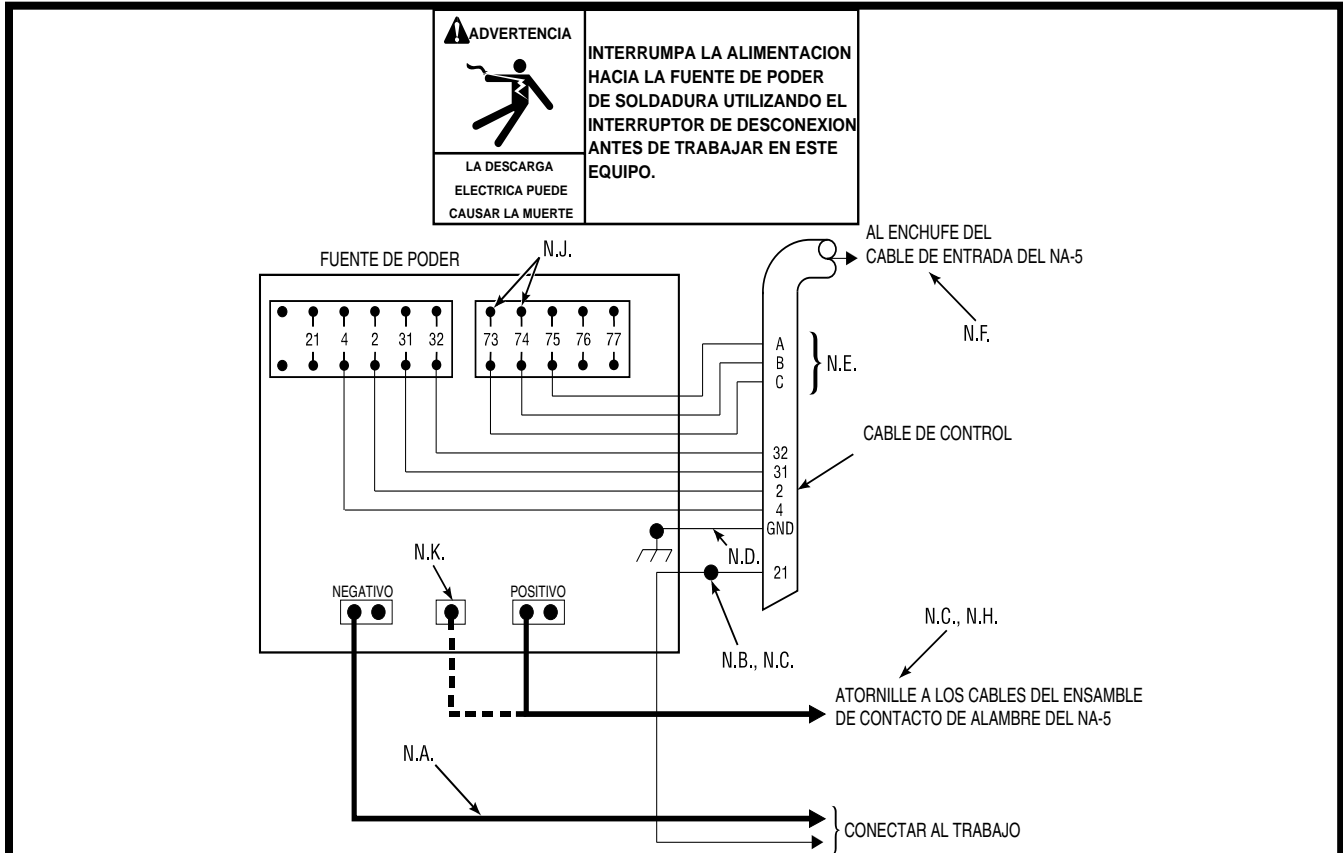 ADVERTENCIA
LA DESCARGA
ELECTRICA PUEDE
CAUSAR LA MUERTE
INTERRUMPA LA ALIMENTACION
HACIA LA FUENTE DE PODER
DE SOLDADURA UTILIZANDO EL
INTERRUPTOR DE DESCONEXION
ANTES DE TRABAJAR EN ESTE
EQUIPO.
AL ENCHUFE DEL
CABLE DE ENTRADA DEL NA-5
N.F.
FUENTE DE PODER
N.J.
21 4 2 31 32
73 74 75 76 77
A
B
C
N.E.
CABLE DE CONTROL
32
31
2
4
GND
21
N.D.
N.K.
NEGATIVO
POSITIVO
N.B., N.C.
N.C., N.H.
ATORNILLE A LOS CABLES DEL ENSAMBLE
DE CONTACTO DE ALAMBRE DEL NA-5
N.A.
CONECTAR AL TRABAJO